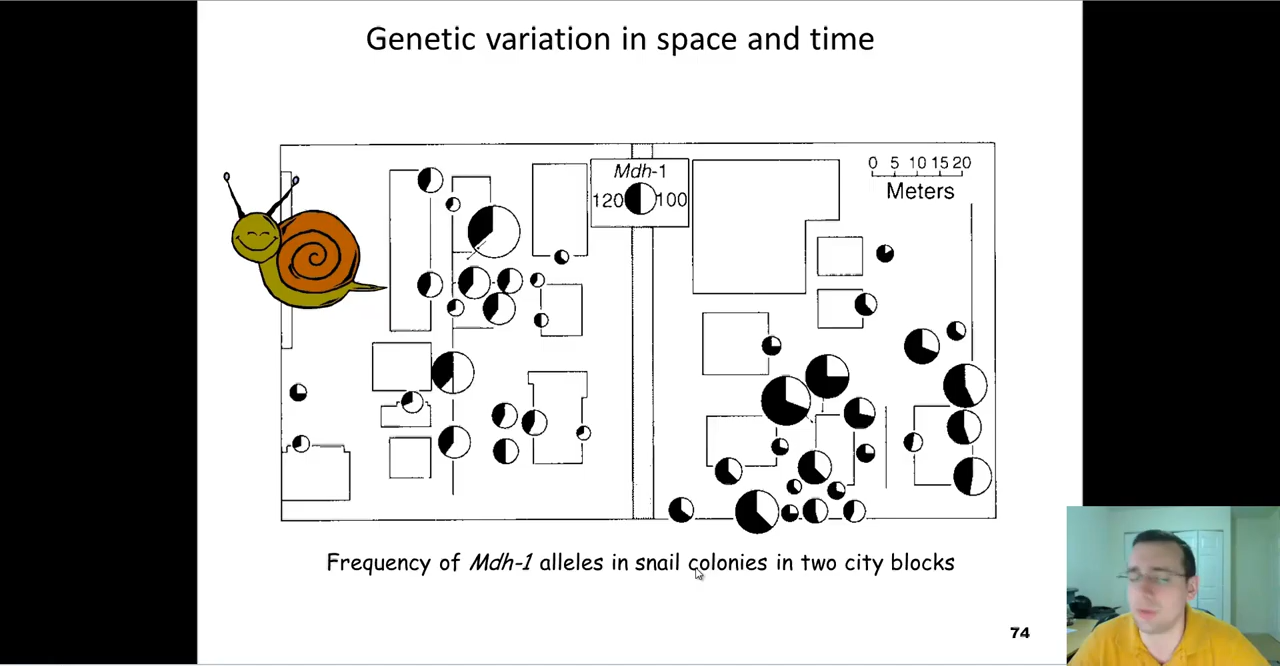 Genetic variation in space and time
Mdh-1
120 100
0 5 10 15 20
Meters
Frequency of Mdh-1 alleles in snail colonies in two city blocks
74